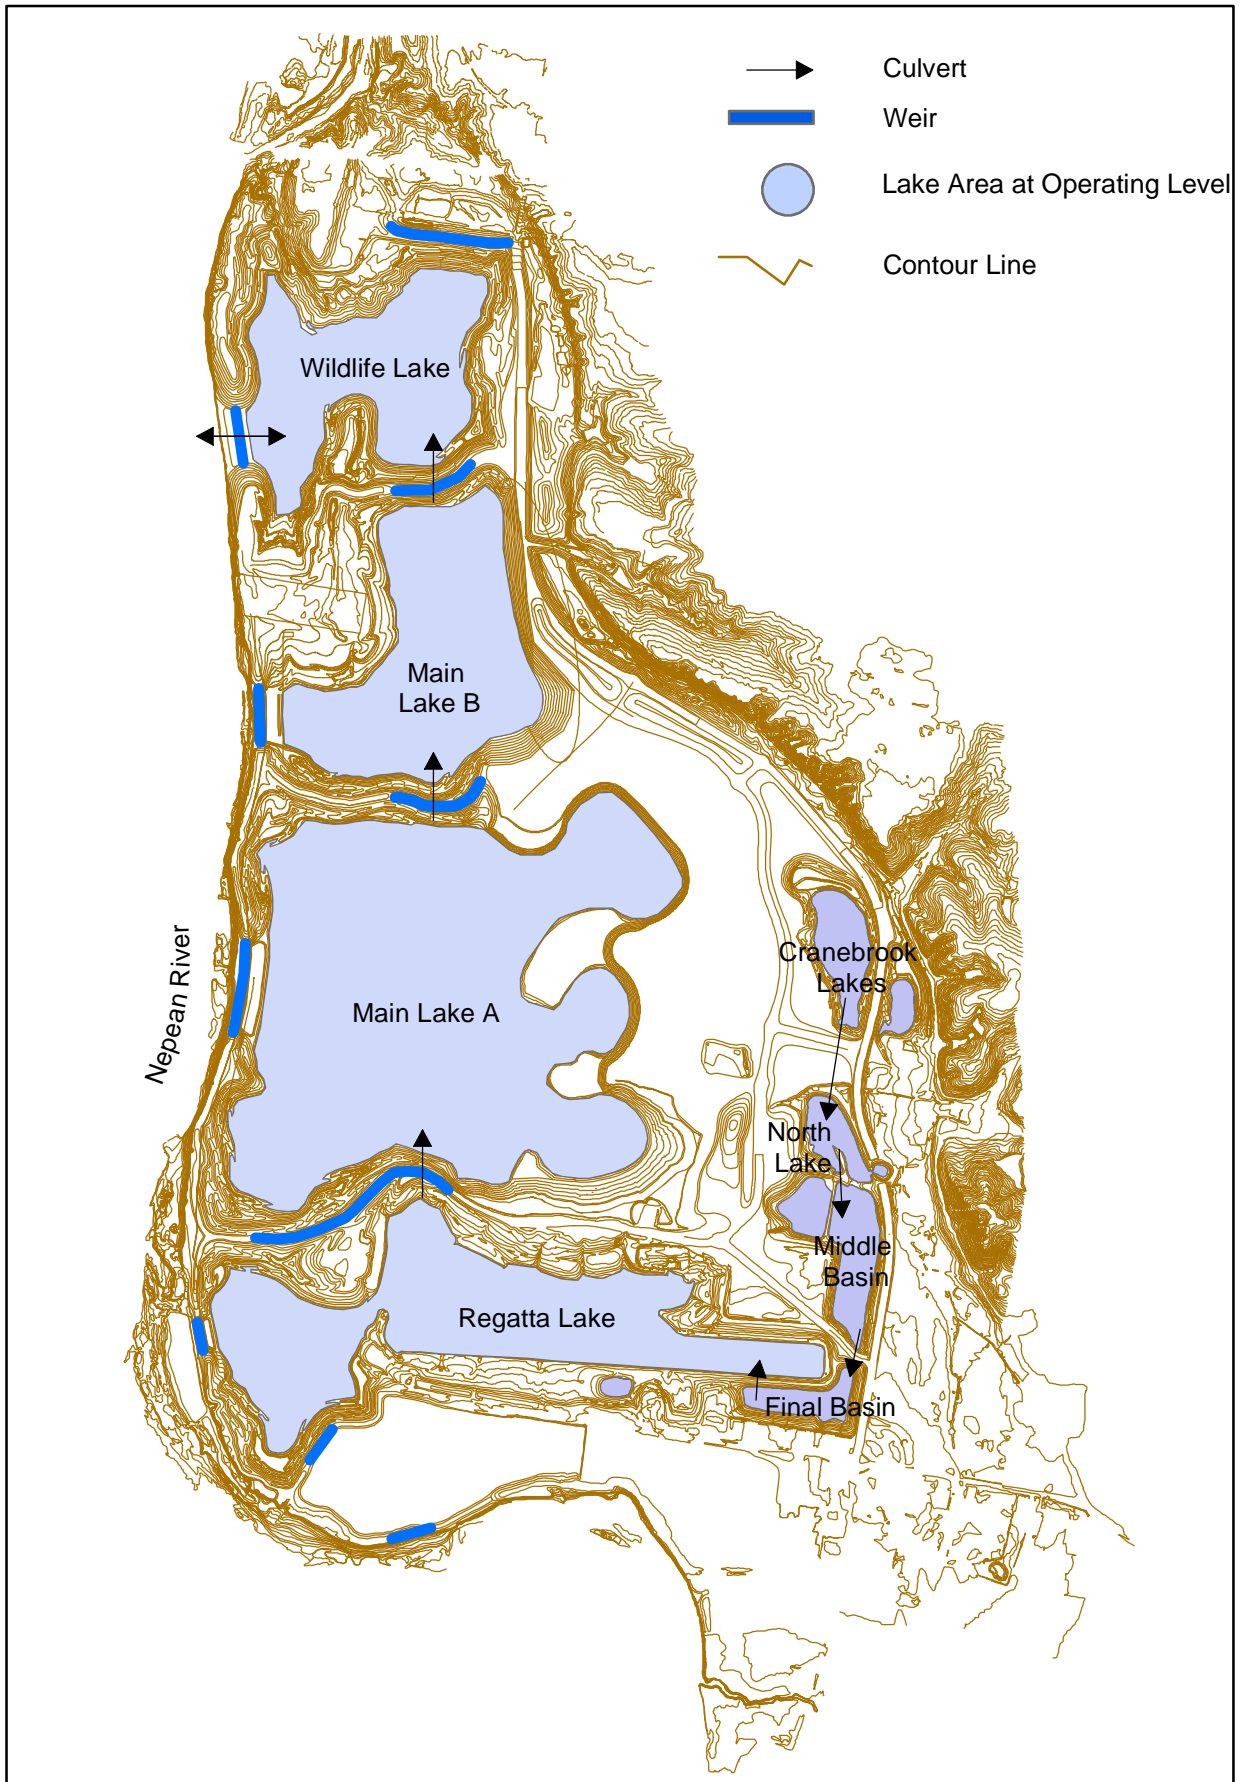 Culvert
Weir
Lake Area at Operating Level
Contour Line
Wildlife Lake
Main
Lake B
Nepean River
Main Lake A
Cranebrook
Lakes
North
Lake
Middle
Basin
Regatta Lake
Final Basin